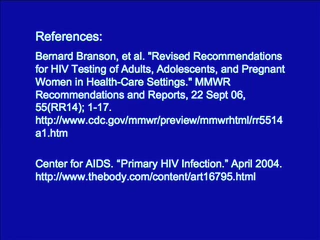 References:
Bernard Branson, et al. "Revised Recommendations
for HIV Testing of Adults, Adolescents, and Pregnant
Women in Health-Care Settings." MMWR
Recommendations and Reports, 22 Sept 06,
55(RR14); 1-17.
http://www.cdc.gov/mmwr/preview/mmwrhtml/rr5514
a1.htm
Center for AIDS. “Primary HIV Infection." April 2004.
http://www.thebody.com/content/art16795.html